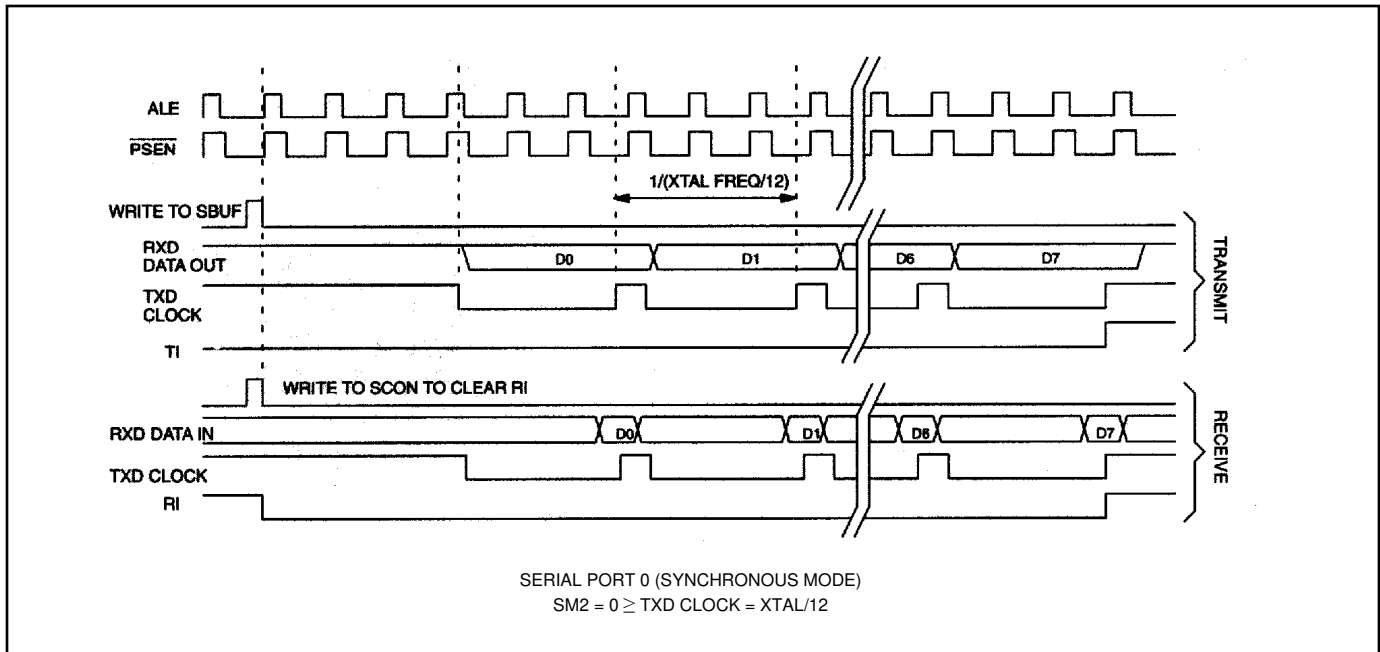 ALE
PSEN
1/(XTAL FREQ/12)
WRITE TO SBUF
RXD
DATA OUT
D0
D1
D6
D7
TXD
CLOCK
TI
TRANSMIT
WRITE TO SCON TO CLEAR RI
RXD DATA IN
D0
D1
D6
D7
TXD CLOCK
RI
RECEIVE
SERIAL PORT 0 (SYNCHRONOUS MODE)
SM2 = 0 ≥ TXD CLOCK = XTAL/12